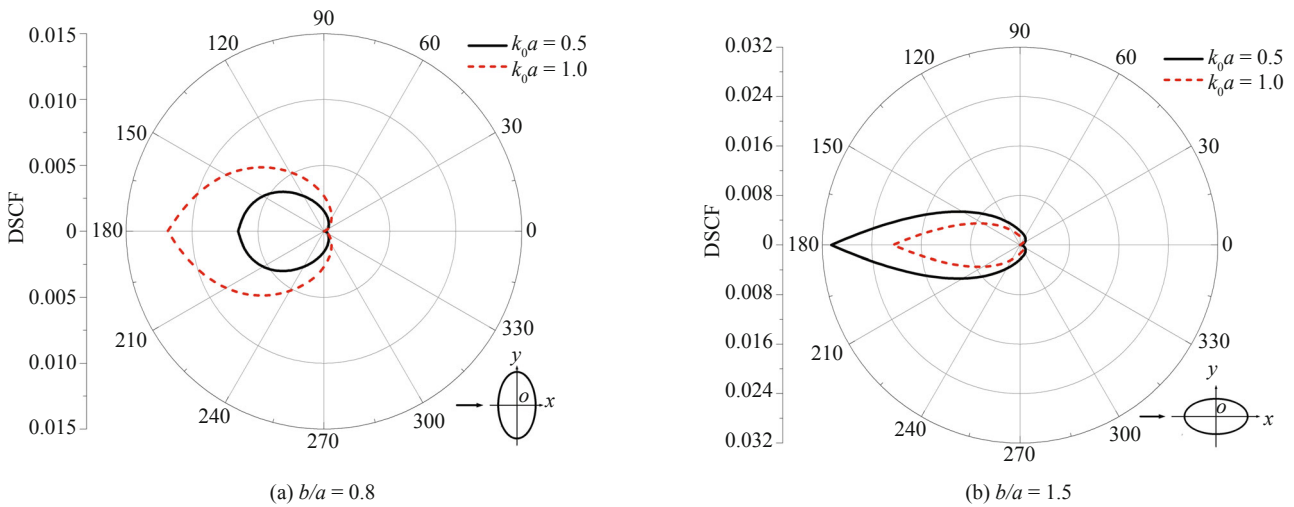 0.015
0.010
0.005
0
0.005
0.010
0.015
DSCF
90
120
60
150
30
180
0
210
330
240
300
270
k₀a = 0.5
k₀a = 1.0
y
o
x
(a) b/a = 0.8
0.032
0.024
0.016
0.008
0
0.008
0.016
0.024
0.032
DSCF
90
120
60
150
30
180
0
210
330
240
300
270
k₀a = 0.5
k₀a = 1.0
y
o
x
(b) b/a = 1.5